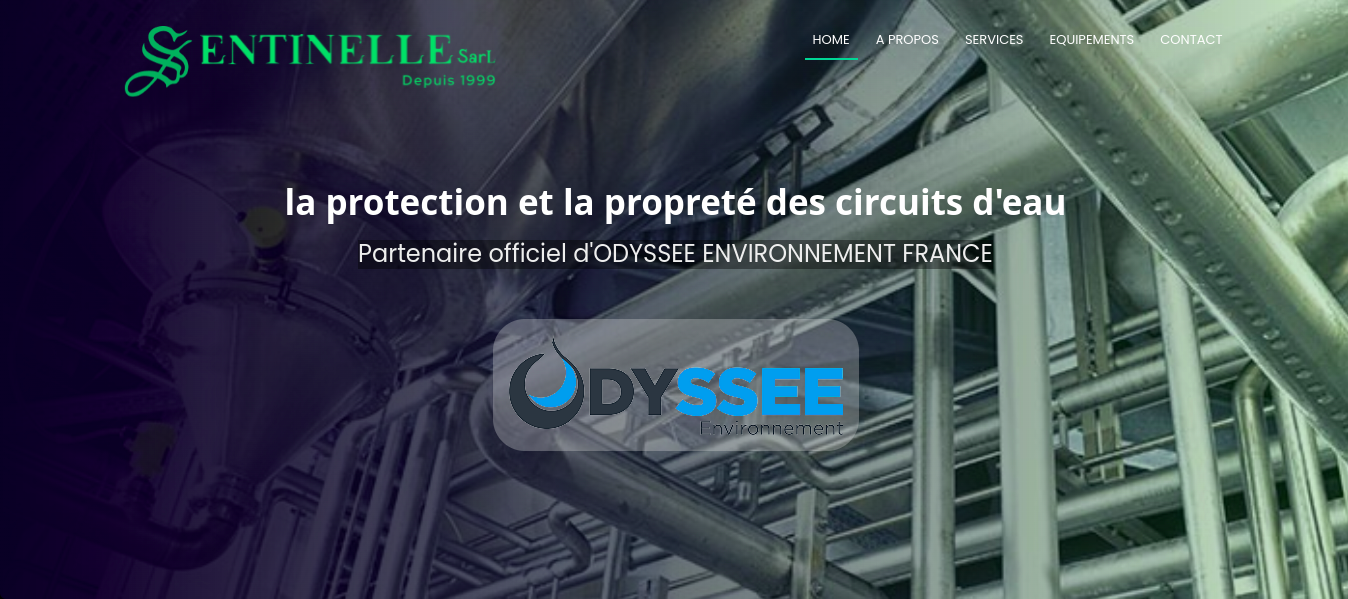 SENTINELLE SarL
Depuis 1999
HOME A PROPOS SERVICES EQUIPEMENTS CONTACT
la protection et la propreté des circuits d'eau
Partenaire officiel d'ODYSSEE ENVIRONNEMENT FRANCE
ODYSSEE
Environnement